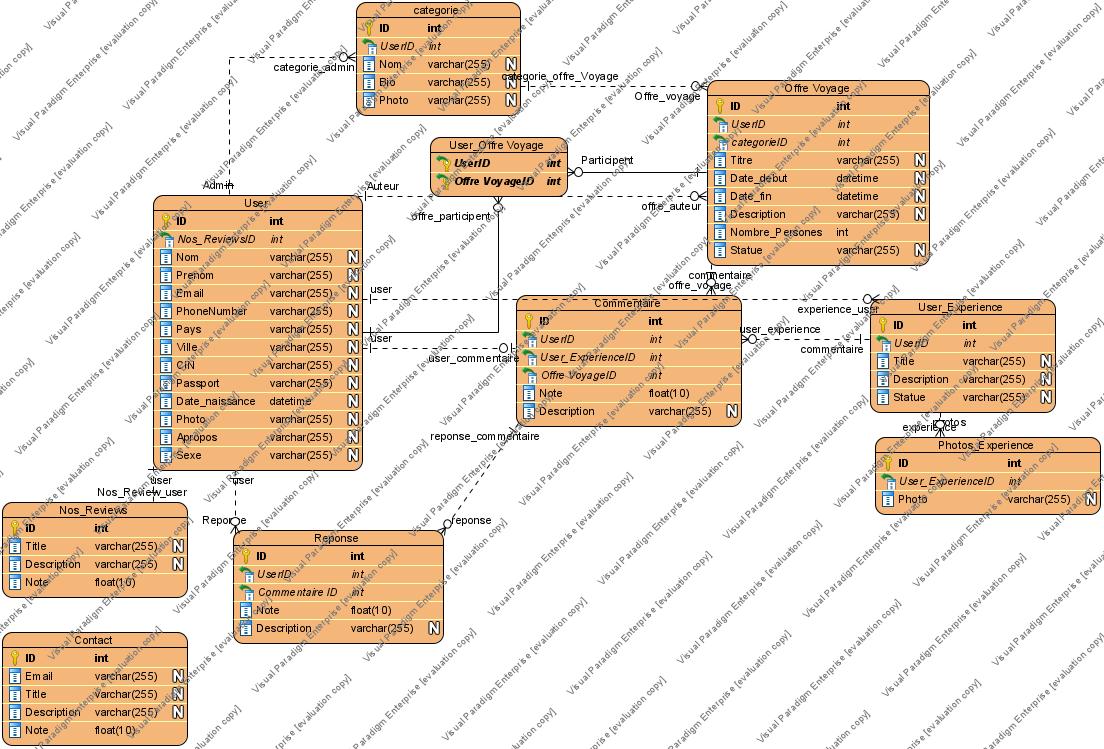 categorie
ID int
UserID int
Nom varchar(255) N
Bio varchar(255) N
Photo varchar(255) N
categorie_admin
categorie_offre_Voyage
Offre_voyage
Offre Voyage
ID int
UserID int
categorieID int
Titre varchar(255) N
Date_debut datetime
Date_fin datetime
Description varchar(255) N
Nombre_Persones int
Statue varchar(255) N
User_Offre Voyage
UserID int
Offre VoyageID int
Participent
Admin
Auteur
offre_participent
offre_auteur
User
ID int
Nos_ReviewsID int
Nom varchar(255) N
Prenom varchar(255) N
Email varchar(255) N
PhoneNumber varchar(255) N
Pays varchar(255) N
Ville varchar(255) N
CiN varchar(255) N
Passport varchar(255) N
Date_naissance datetime
Photo varchar(255) N
Apropos varchar(255) N
Sexe varchar(255) N
user
user
user_commentaire
commentaire
offre_voyage
Commentaire
ID int
UserID int
User_ExperienceID int
Offre VoyageID int
Note float(10)
Description varchar(255) N
experience_user
user_experience
commentaire
User_Experience
ID int
UserID int
Title varchar(255) N
Description varchar(255) N
Statue varchar(255) N
experience
Photos_Experience
ID int
User_ExperienceID int
Photo varchar(255) N
reponse_commentaire
user
user
Nos_Review_user
Nos_Reviews
ID int
Title varchar(255) N
Description varchar(255) N
Note float(10)
Reponse
reponse
Reponse
ID int
UserID int
Commentaire ID int
Note float(10)
Description varchar(255) N
Contact
ID int
Email varchar(255) N
Title varchar(255) N
Description varchar(255) N
Note float(10)
Visual Paradigm Enterprise [evaluation copy]